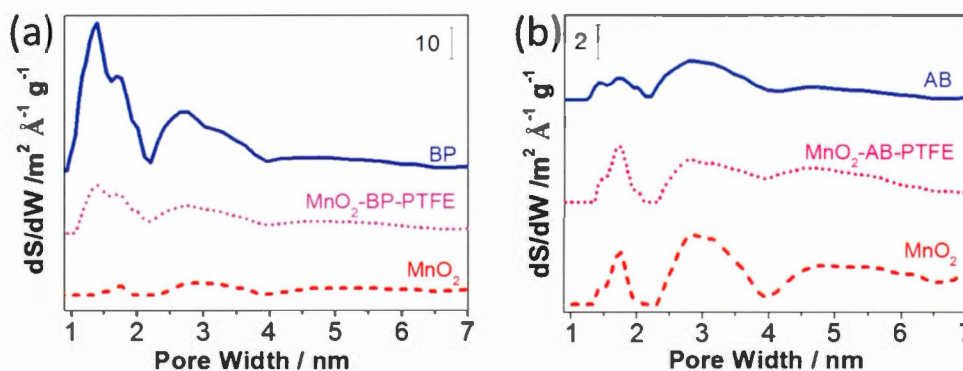 (a)
10
dS/dW /m² Å⁻¹ g⁻¹
BP
MnO₂-BP-PTFE
MnO₂
1 2 3 4 5 6 7
Pore Width / nm
(b)
2
dS/dW /m² Å⁻¹ g⁻¹
AB
MnO₂-AB-PTFE
MnO₂
1 2 3 4 5 6 7
Pore Width / nm